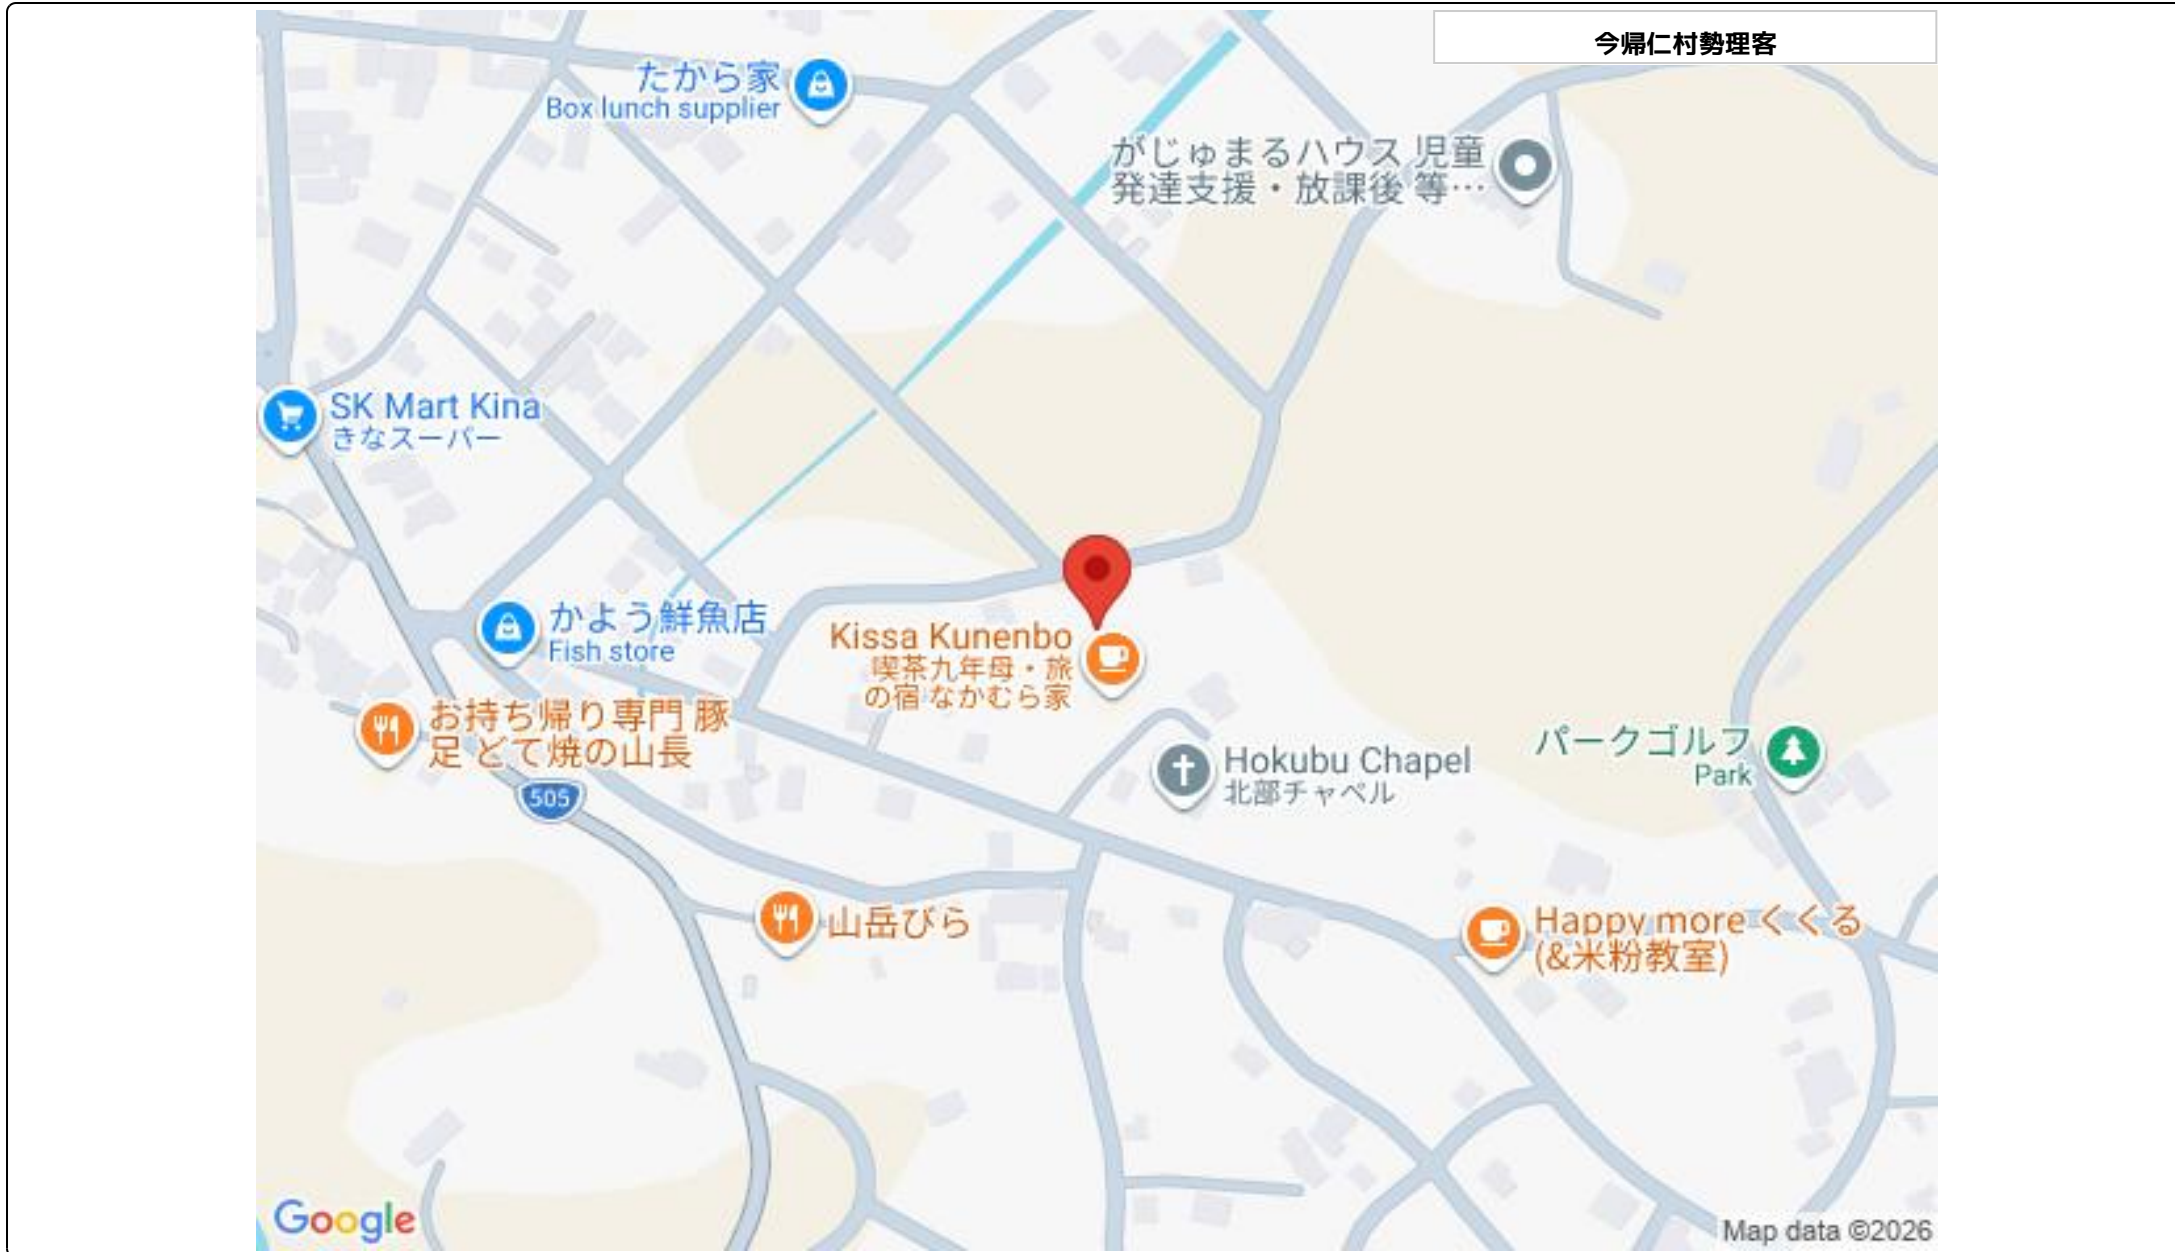 今帰仁村勢理客
たから家
Box lunch supplier
がじゅまるハウス 児童
発達支援・放課後 等…
SK Mart Kina
きなスーパー
かよう鮮魚店
Fish store
Kissa Kunenbo
喫茶九年母・旅
の宿 なかむら家
お持ち帰り専門 豚
足 どて焼の山長
505
Hokubu Chapel
北部チャペル
パークゴルフ
Park
山岳びら
Happy more くくる
(&米粉教室)
Google
Map data ©2026